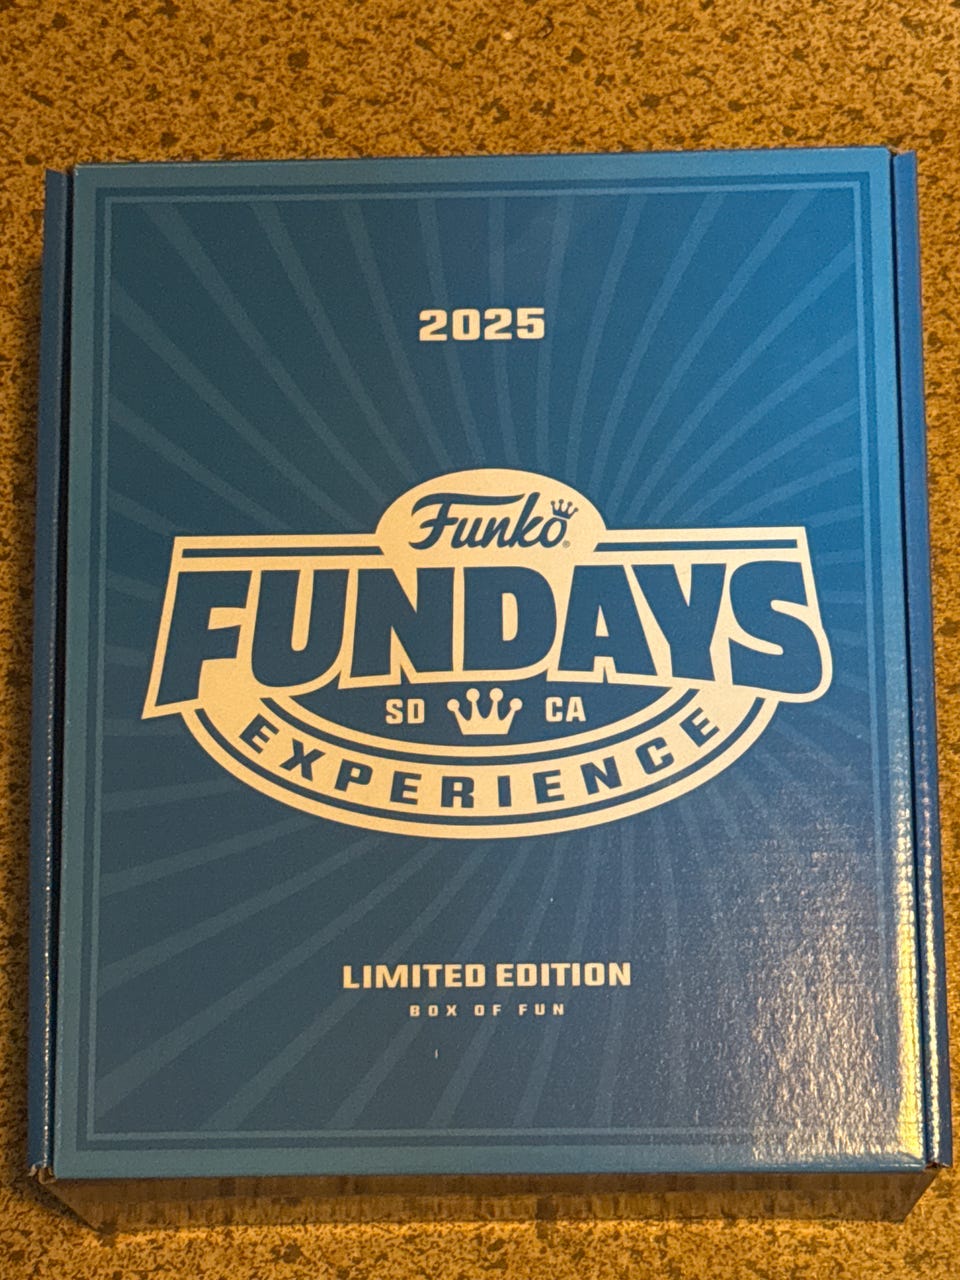 2025
Funko®
FUNDAYS
SD CA
EXPERIENCE
LIMITED EDITION
BOX OF FUN